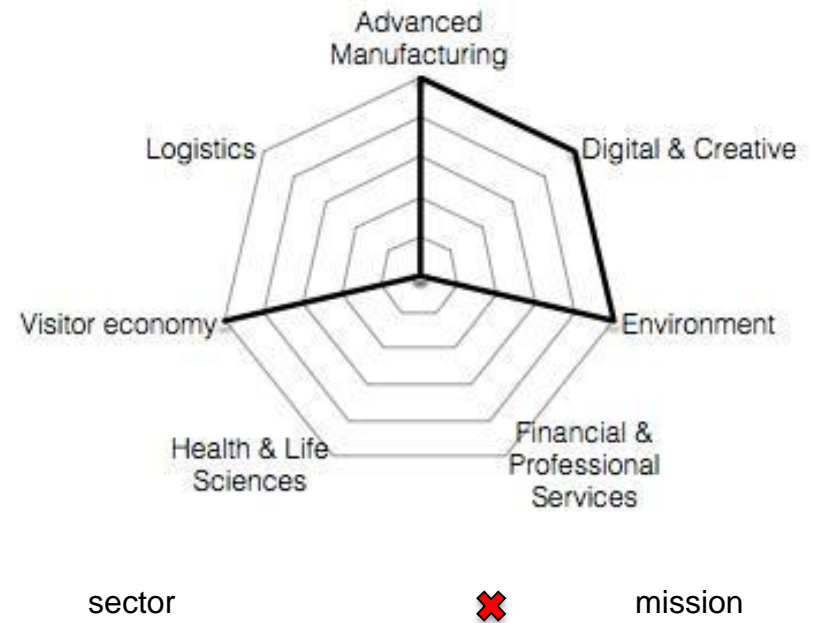 Advanced
Manufacturing
Logistics
Digital & Creative
Visitor economy
Environment
Health & Life
Sciences
Financial &
Professional
Services
sector
mission